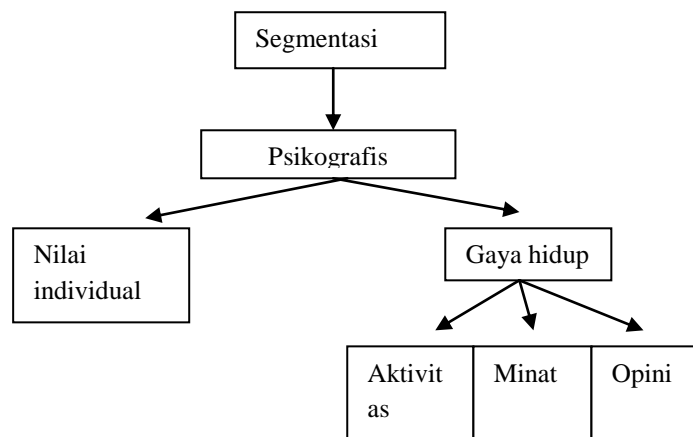 Segmentasi
Psikografis
Nilai
individual
Gaya hidup
Aktivit
as
Minat
Opini